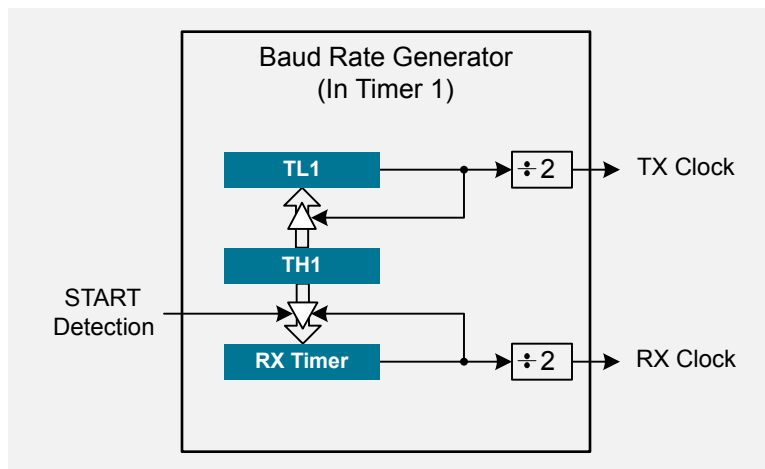 Baud Rate Generator
(In Timer 1)
TL1
÷2
TX Clock
TH1
START
Detection
RX Timer
÷2
RX Clock